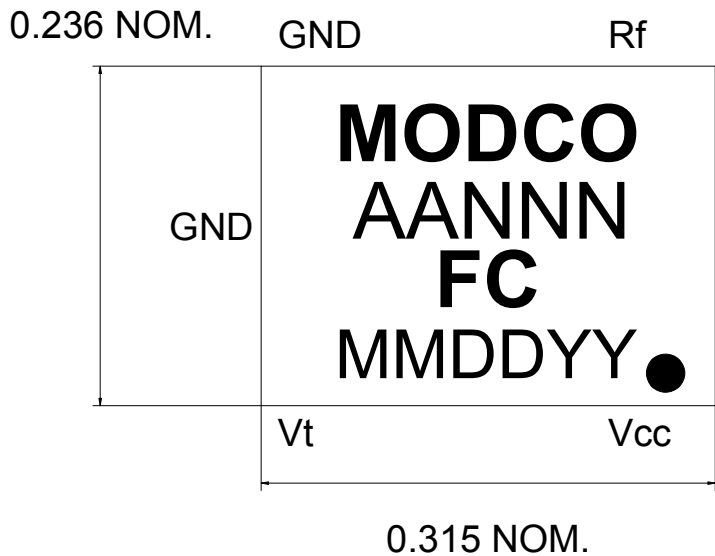 0.236 NOM.
GND Rf
MODCO
AANNN
GND
FC
MMDDYY
Vt Vcc
0.315 NOM.